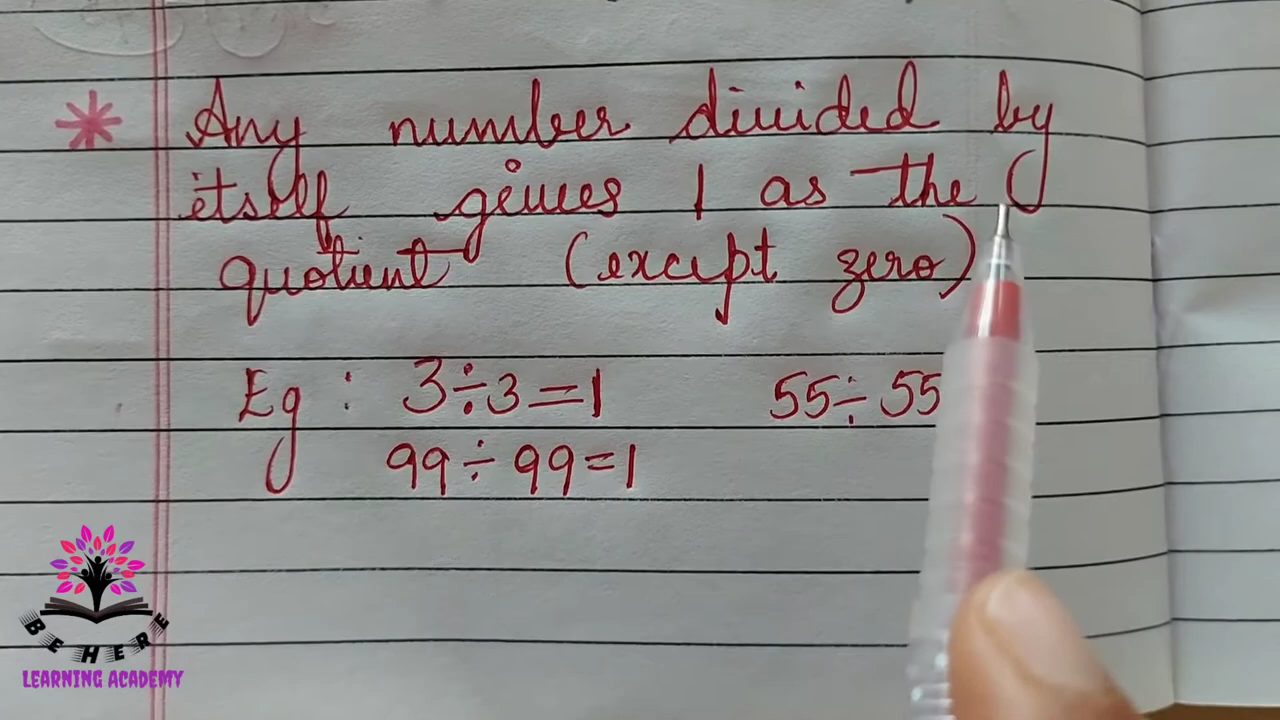 Any number divided by
itself gives 1 as the
quotient (except zero)
Eg : 3÷3=1 55÷55
99÷99=1
BE HERE
LEARNING ACADEMY